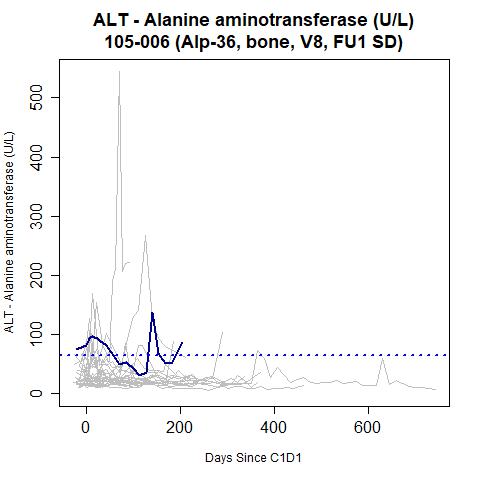 ALT - Alanine aminotransferase (U/L)
105-006 (Alp-36, bone, V8, FU1 SD)
ALT - Alanine aminotransferase (U/L)
500
400
300
200
100
0
0 200 400 600
Days Since C1D1